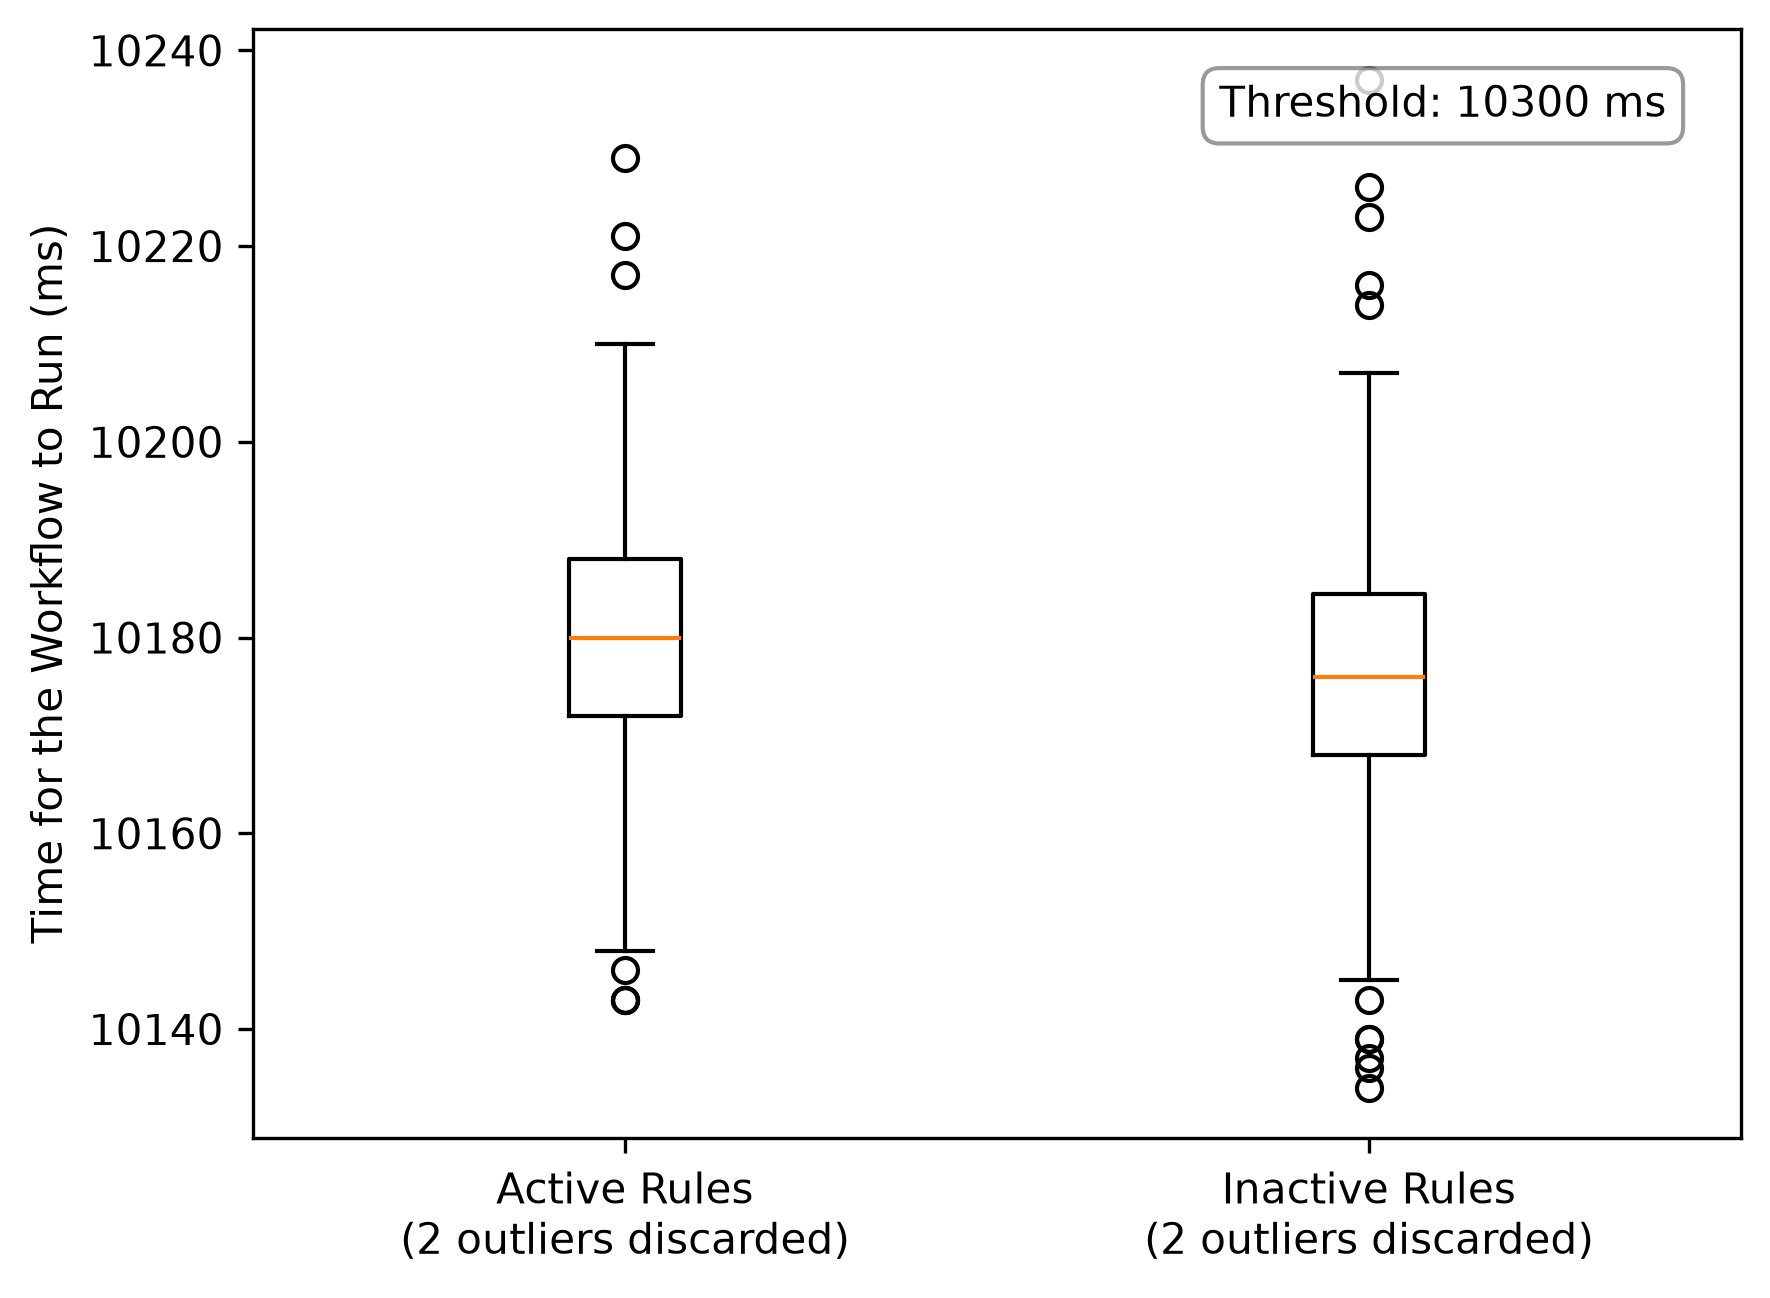 Threshold: 10300 ms
Time for the Workflow to Run (ms)
10240
10220
10200
10180
10160
10140
Active Rules
(2 outliers discarded)
Inactive Rules
(2 outliers discarded)